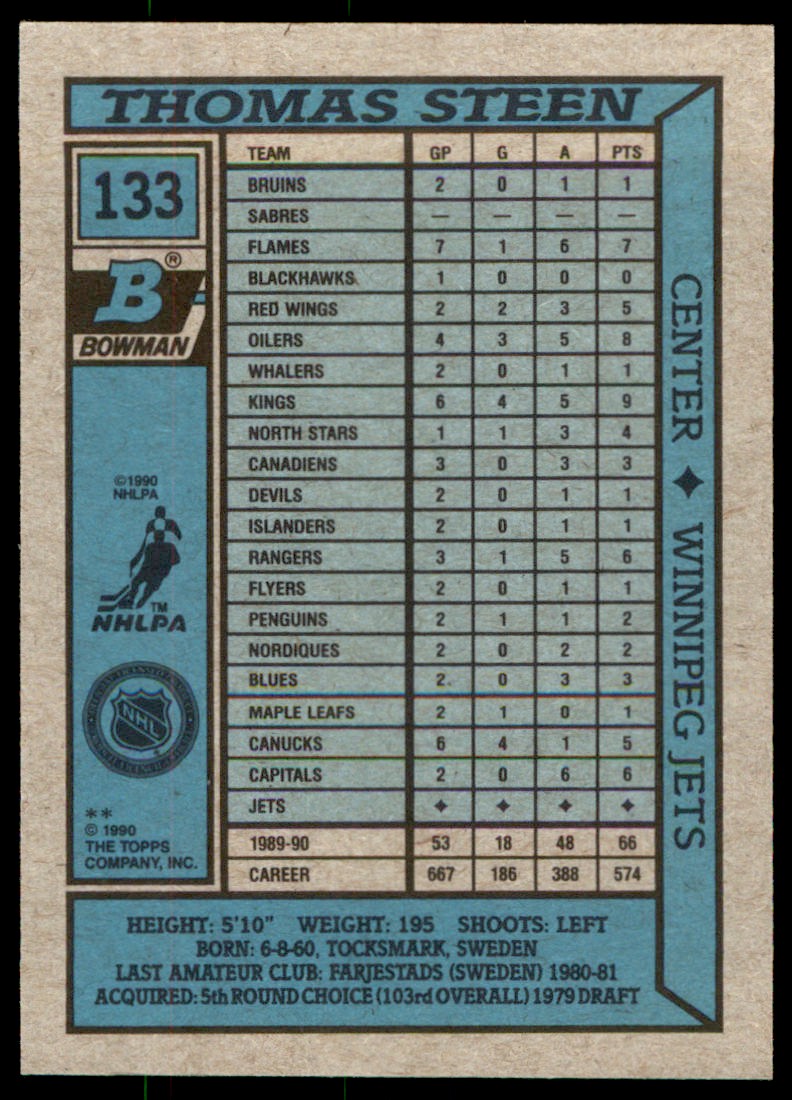 THOMAS STEEN
133
B®
BOWMAN
©1990
NHLPA
TM
NHLPA
NHL
**
© 1990
THE TOPPS
COMPANY, INC.
TEAM GP G A PTS
BRUINS 2 0 1 1
SABRES — — — —
FLAMES 7 1 6 7
BLACKHAWKS 1 0 0 0
RED WINGS 2 2 3 5
OILERS 4 3 5 8
WHALERS 2 0 1 1
KINGS 6 4 5 9
NORTH STARS 1 1 3 4
CANADIENS 3 0 3 3
DEVILS 2 0 1 1
ISLANDERS 2 0 1 1
RANGERS 3 1 5 6
FLYERS 2 0 1 1
PENGUINS 2 1 1 2
NORDIQUES 2 0 2 2
BLUES 2 0 3 3
MAPLE LEAFS 2 1 0 1
CANUCKS 6 4 1 5
CAPITALS 2 0 6 6
JETS ✦ ✦ ✦ ✦
1989-90 53 18 48 66
CAREER 667 186 388 574
CENTER ✦ WINNIPEG JETS
HEIGHT: 5'10" WEIGHT: 195 SHOOTS: LEFT
BORN: 6-8-60, TOCKSMARK, SWEDEN
LAST AMATEUR CLUB: FARJESTADS (SWEDEN) 1980-81
ACQUIRED: 5th ROUND CHOICE (103rd OVERALL) 1979 DRAFT